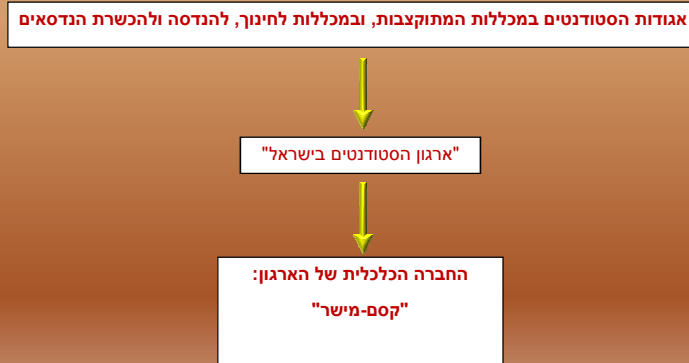 אגודות הסטודנטים במכללות המתוקצבות, ובמכללות לחינוך, להנדסה ולהכשרת הנדסאים
"ארגון הסטודנטים בישראל"
החברה הכלכלית של הארגון:
"קסם-מישר"